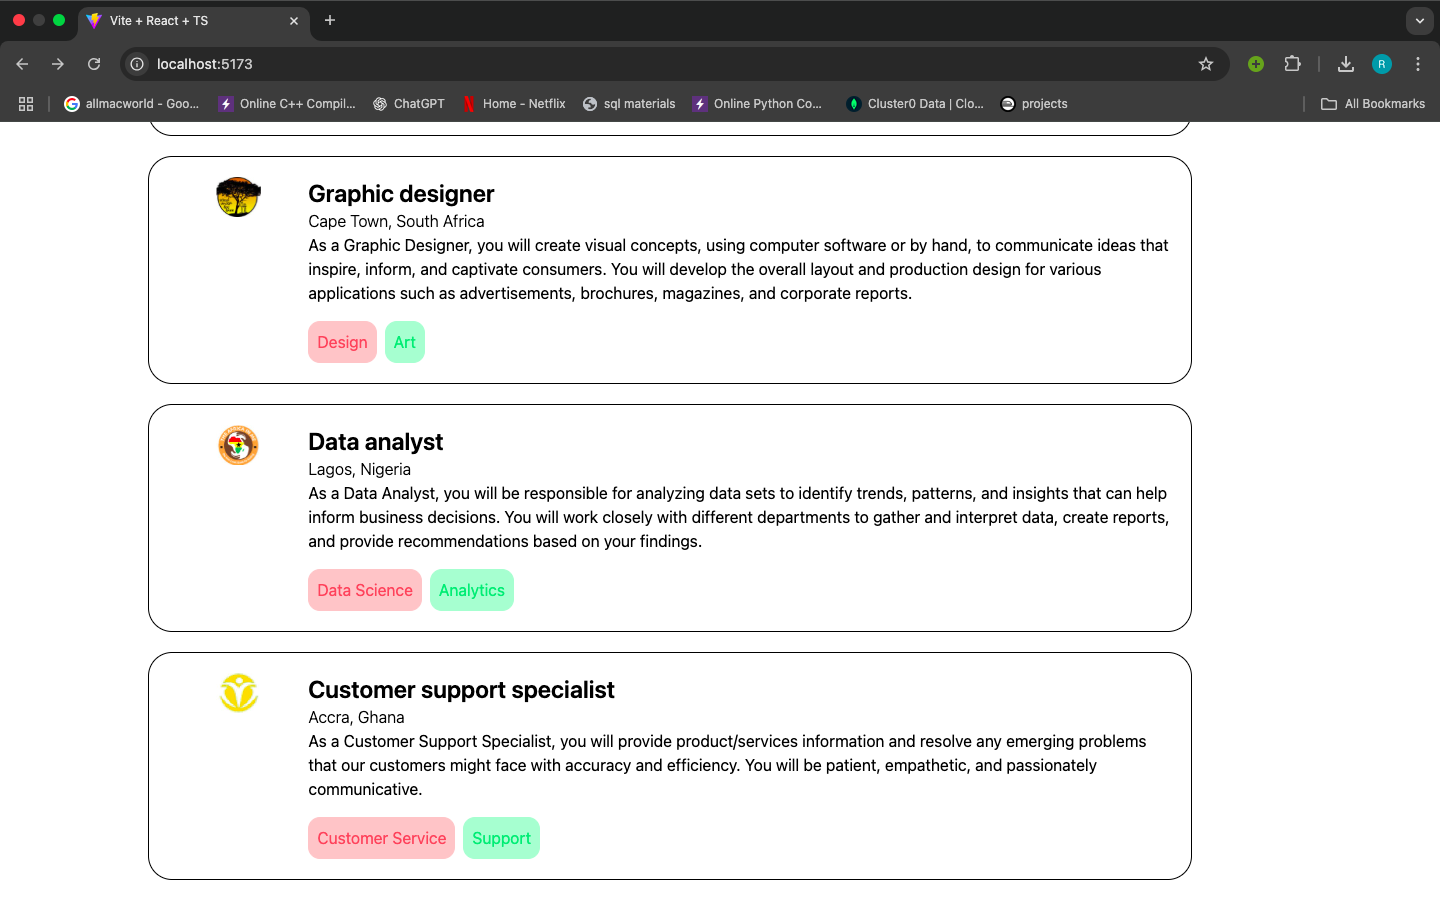 Vite + React + TS
localhost:5173
allmacworld - Goo...
Online C++ Compil...
ChatGPT
Home - Netflix
sql materials
Online Python Co...
Cluster0 Data | Clo...
projects
All Bookmarks
R
Graphic designer
Cape Town, South Africa
As a Graphic Designer, you will create visual concepts, using computer software or by hand, to communicate ideas that
inspire, inform, and captivate consumers. You will develop the overall layout and production design for various
applications such as advertisements, brochures, magazines, and corporate reports.
Design
Art
Data analyst
Lagos, Nigeria
As a Data Analyst, you will be responsible for analyzing data sets to identify trends, patterns, and insights that can help
inform business decisions. You will work closely with different departments to gather and interpret data, create reports,
and provide recommendations based on your findings.
Data Science
Analytics
Customer support specialist
Accra, Ghana
As a Customer Support Specialist, you will provide product/services information and resolve any emerging problems
that our customers might face with accuracy and efficiency. You will be patient, empathetic, and passionately
communicative.
Customer Service
Support